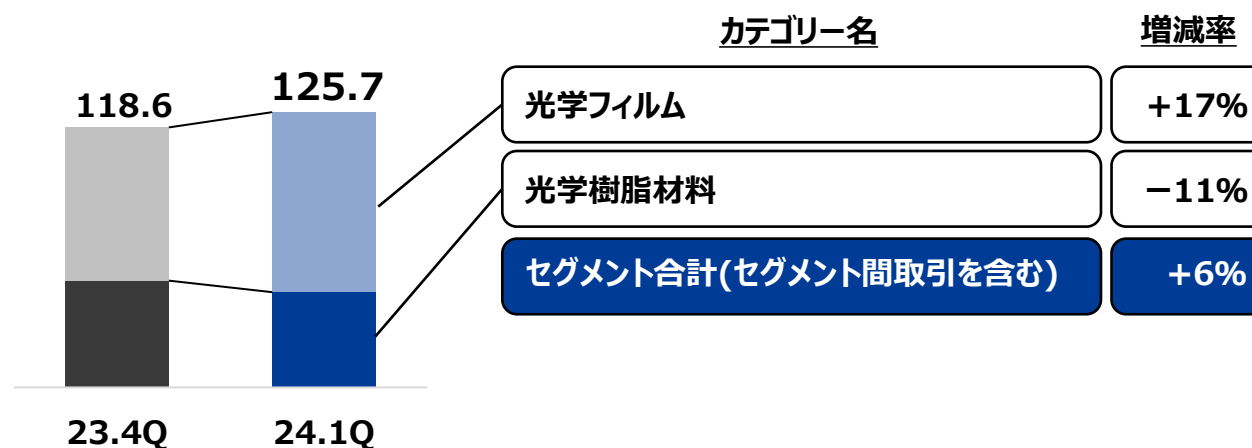 カテゴリー名 増減率
118.6 125.7
光学フィルム +17%
光学樹脂材料 −11%
セグメント合計(セグメント間取引を含む) +6%
23.4Q 24.1Q